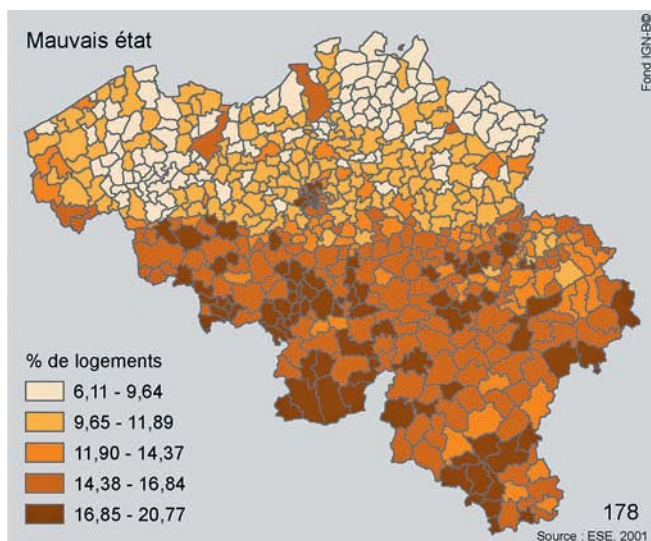 Mauvais état
Fond IGN-B©
% de logements
6,11 - 9,64
9,65 - 11,89
11,90 - 14,37
14,38 - 16,84
16,85 - 20,77
178
Source : ESE, 2001